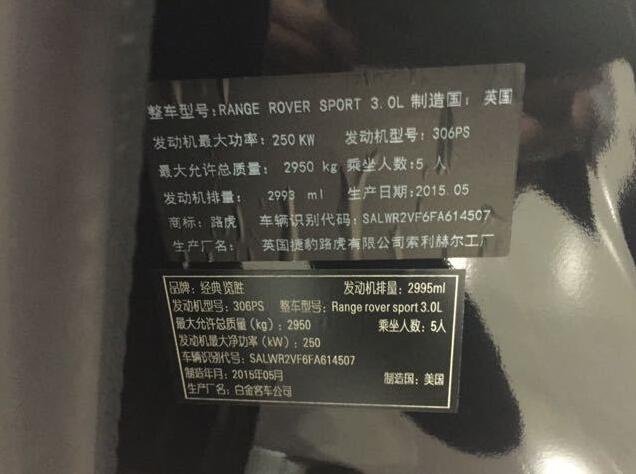 整车型号:RANGE ROVER SPORT 3.0L 制造国: 英国
发动机最大功率:250KW 发动机型号:306PS
最大允许总质量: 2950 kg 乘坐人数:5 人
发动机排量: 2993 ml 生产日期:2015.05
商标: 路虎 车辆识别代码:SALWR2VF6FA614507
生产厂名: 英国捷豹路虎有限公司索利赫尔工厂
品牌: 经典 览胜 发动机排量: 2995ml
发动机型号: 306PS 整车型号: Range rover sport 3.0L
最大允许总质量(kg): 2950 乘坐人数: 5人
发动机最大净功率(kW): 250
车辆识别代号: SALWR2VF6FA614507
制造年月: 2015年05月 制造国: 美国
生产厂名: 白金客车公司